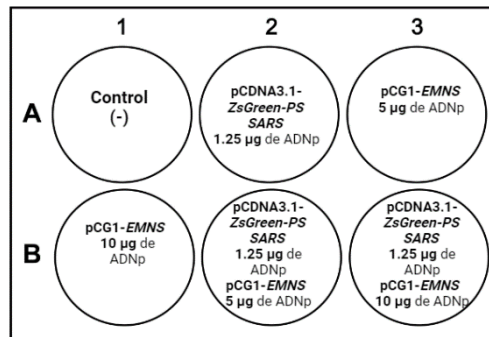 1 2 3
A
Control
(-)
pCDNA3.1-
ZsGreen-PS
SARS
1.25 µg de ADNp
pCG1-EMNS
5 µg de ADNp
B
pCG1-EMNS
10 µg de
ADNp
pCDNA3.1-
ZsGreen-PS
SARS
1.25 µg de
ADNp
pCG1-EMNS
5 µg de ADNp
pCDNA3.1-
ZsGreen-PS
SARS
1.25 µg de
ADNp
pCG1-EMNS
10 µg de ADNp